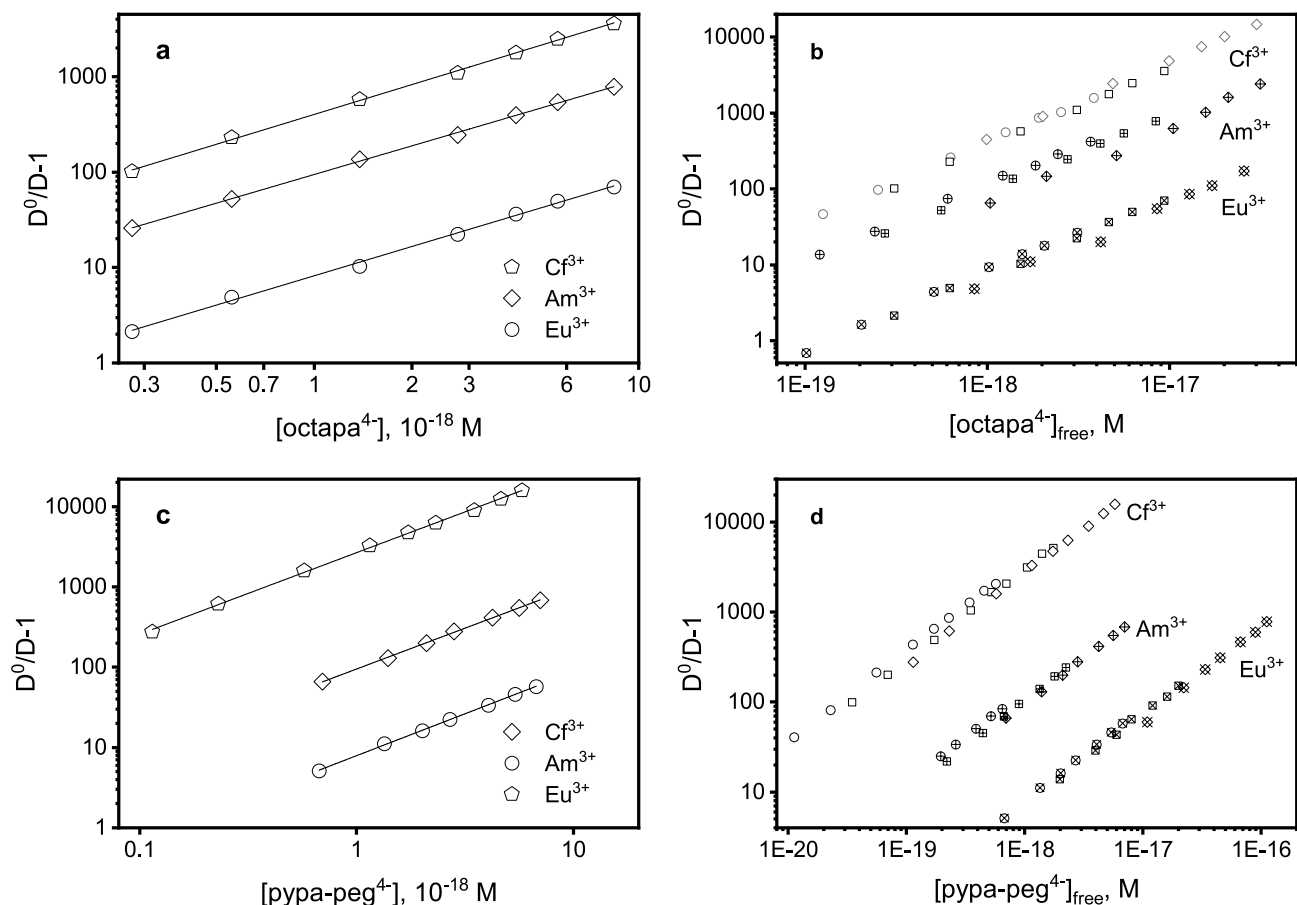 a
1000
100
10
1
D⁰/D-1
Cf³⁺
Am³⁺
Eu³⁺
0.3
0.5
0.7
1
2
3
6
10
[octapa⁴⁻], 10⁻¹⁸ M
b
10000
1000
100
10
1
D⁰/D-1
Cf³⁺
Am³⁺
Eu³⁺
1E-19
1E-18
1E-17
[octapa⁴⁻]free, M
c
10000
1000
100
10
1
D⁰/D-1
Cf³⁺
Am³⁺
Eu³⁺
0.1
1
10
[pypa-peg⁴⁻], 10⁻¹⁸ M
d
10000
1000
100
10
D⁰/D-1
Cf³⁺
Am³⁺
Eu³⁺
1E-20
1E-19
1E-18
1E-17
1E-16
[pypa-peg⁴⁻]free, M